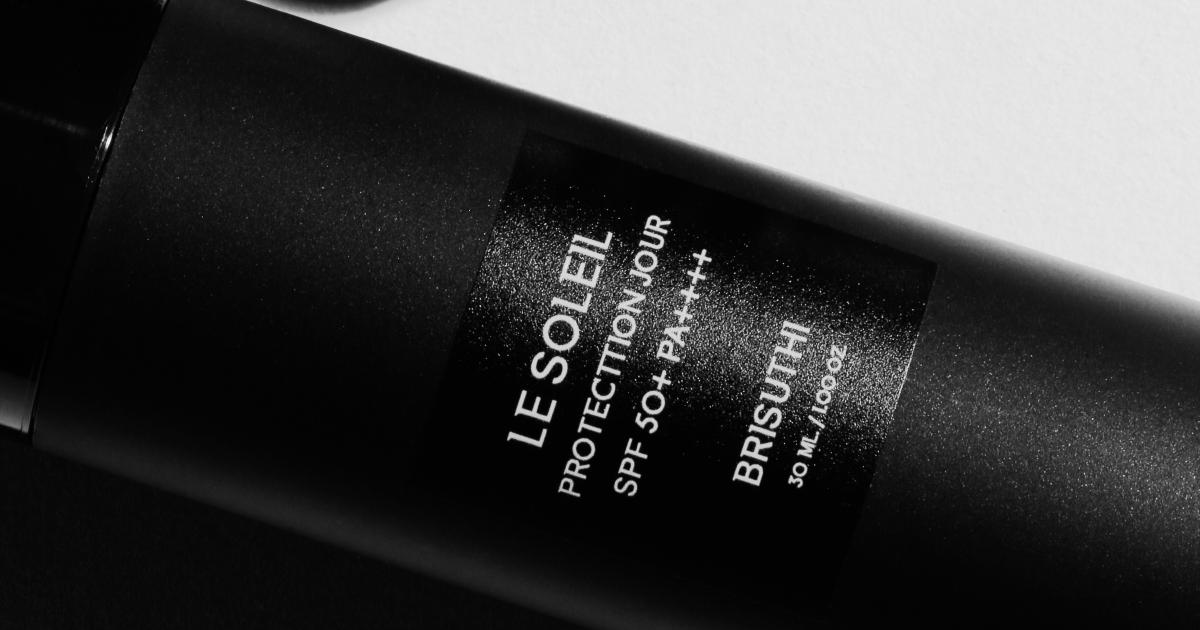 LE SOLEIL
PROTECTTION JOUR
SPF 50+ PA++++
BRISUTHI
30 ML / 1.00 OZ